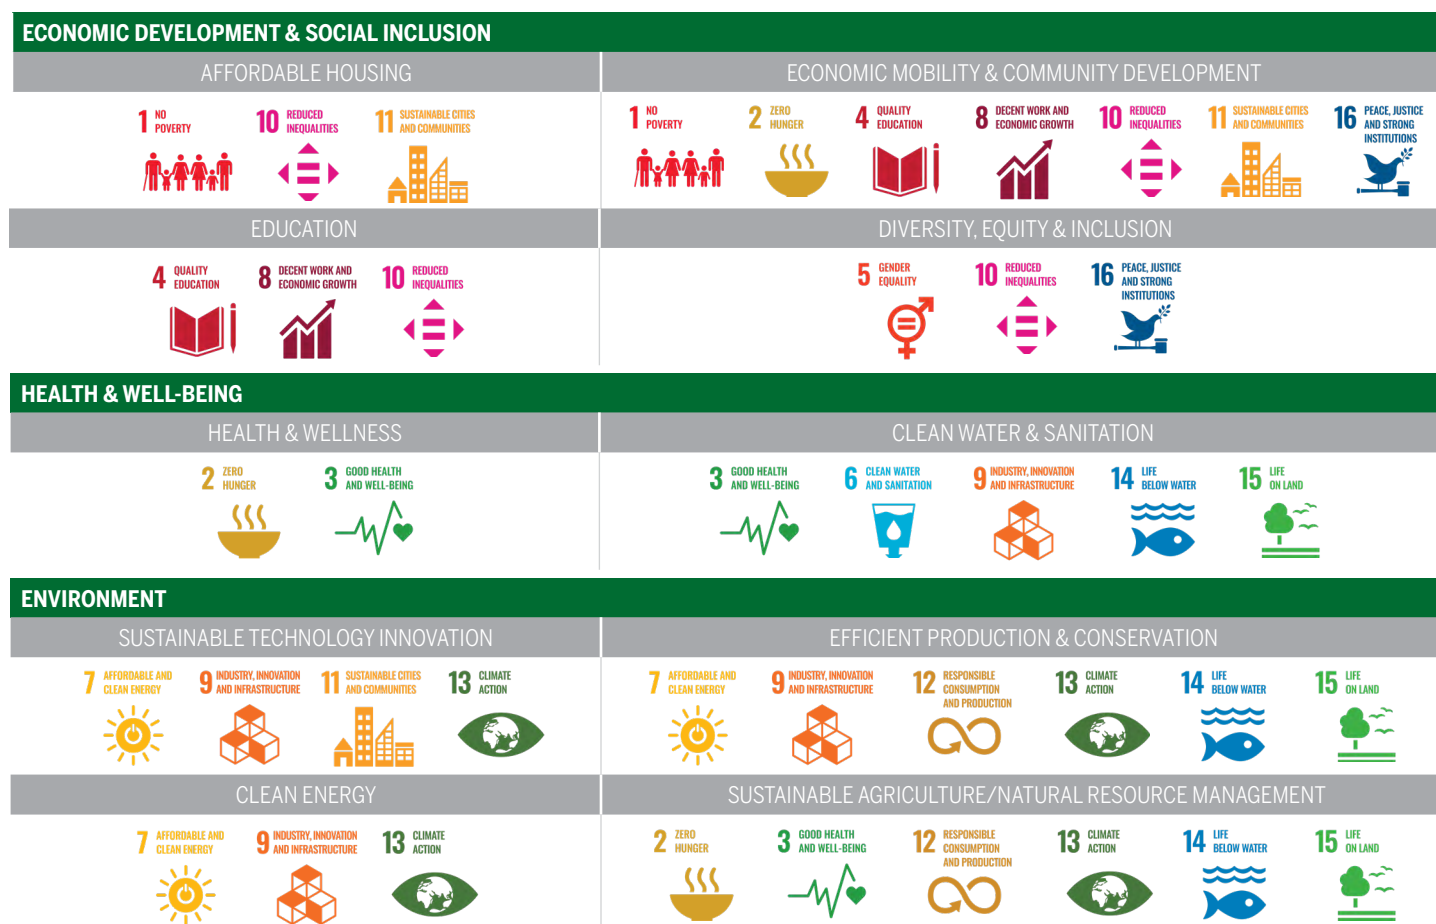 ECONOMIC DEVELOPMENT & SOCIAL INCLUSION
AFFORDABLE HOUSING
1 NO
POVERTY
10 REDUCED
INEQUALITIES
11 SUSTAINABLE CITIES
AND COMMUNITIES
ECONOMIC MOBILITY & COMMUNITY DEVELOPMENT
1 NO
POVERTY
2 ZERO
HUNGER
4 QUALITY
EDUCATION
8 DECENT WORK AND
ECONOMIC GROWTH
10 REDUCED
INEQUALITIES
11 SUSTAINABLE CITIES
AND COMMUNITIES
16 PEACE, JUSTICE
AND STRONG
INSTITUTIONS
EDUCATION
4 QUALITY
EDUCATION
8 DECENT WORK AND
ECONOMIC GROWTH
10 REDUCED
INEQUALITIES
DIVERSITY, EQUITY & INCLUSION
5 GENDER
EQUALITY
10 REDUCED
INEQUALITIES
16 PEACE, JUSTICE
AND STRONG
INSTITUTIONS
HEALTH & WELL-BEING
HEALTH & WELLNESS
2 ZERO
HUNGER
3 GOOD HEALTH
AND WELL-BEING
CLEAN WATER & SANITATION
3 GOOD HEALTH
AND WELL-BEING
6 CLEAN WATER
AND SANITATION
9 INDUSTRY, INNOVATION
AND INFRASTRUCTURE
14 LIFE
BELOW WATER
15 LIFE
ON LAND
ENVIRONMENT
SUSTAINABLE TECHNOLOGY INNOVATION
7 AFFORDABLE AND
CLEAN ENERGY
9 INDUSTRY, INNOVATION
AND INFRASTRUCTURE
11 SUSTAINABLE CITIES
AND COMMUNITIES
13 CLIMATE
ACTION
EFFICIENT PRODUCTION & CONSERVATION
7 AFFORDABLE AND
CLEAN ENERGY
9 INDUSTRY, INNOVATION
AND INFRASTRUCTURE
12 RESPONSIBLE
CONSUMPTION
AND PRODUCTION
13 CLIMATE
ACTION
14 LIFE
BELOW WATER
15 LIFE
ON LAND
CLEAN ENERGY
7 AFFORDABLE AND
CLEAN ENERGY
9 INDUSTRY, INNOVATION
AND INFRASTRUCTURE
13 CLIMATE
ACTION
SUSTAINABLE AGRICULTURE/NATURAL RESOURCE MANAGEMENT
2 ZERO
HUNGER
3 GOOD HEALTH
AND WELL-BEING
12 RESPONSIBLE
CONSUMPTION
AND PRODUCTION
13 CLIMATE
ACTION
14 LIFE
BELOW WATER
15 LIFE
ON LAND